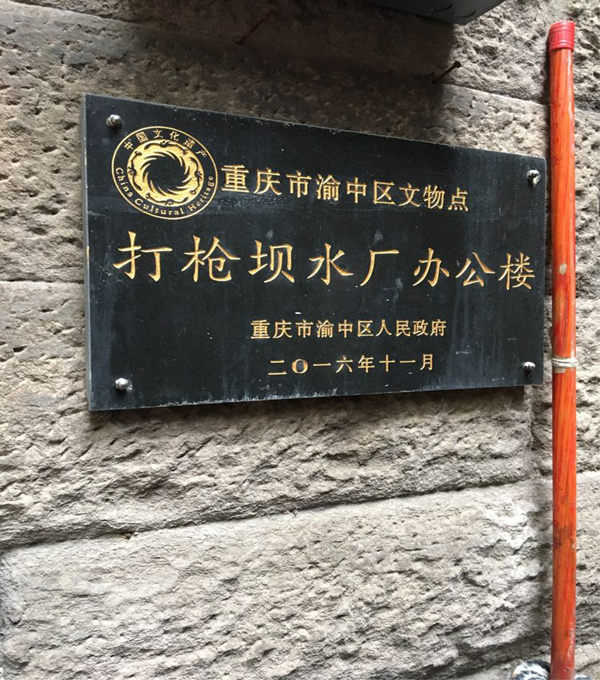 中国文化遗产
China Cultural Heritage
重庆市渝中区文物点
打枪坝水厂办公楼
重庆市渝中区人民政府
二〇一六年十一月